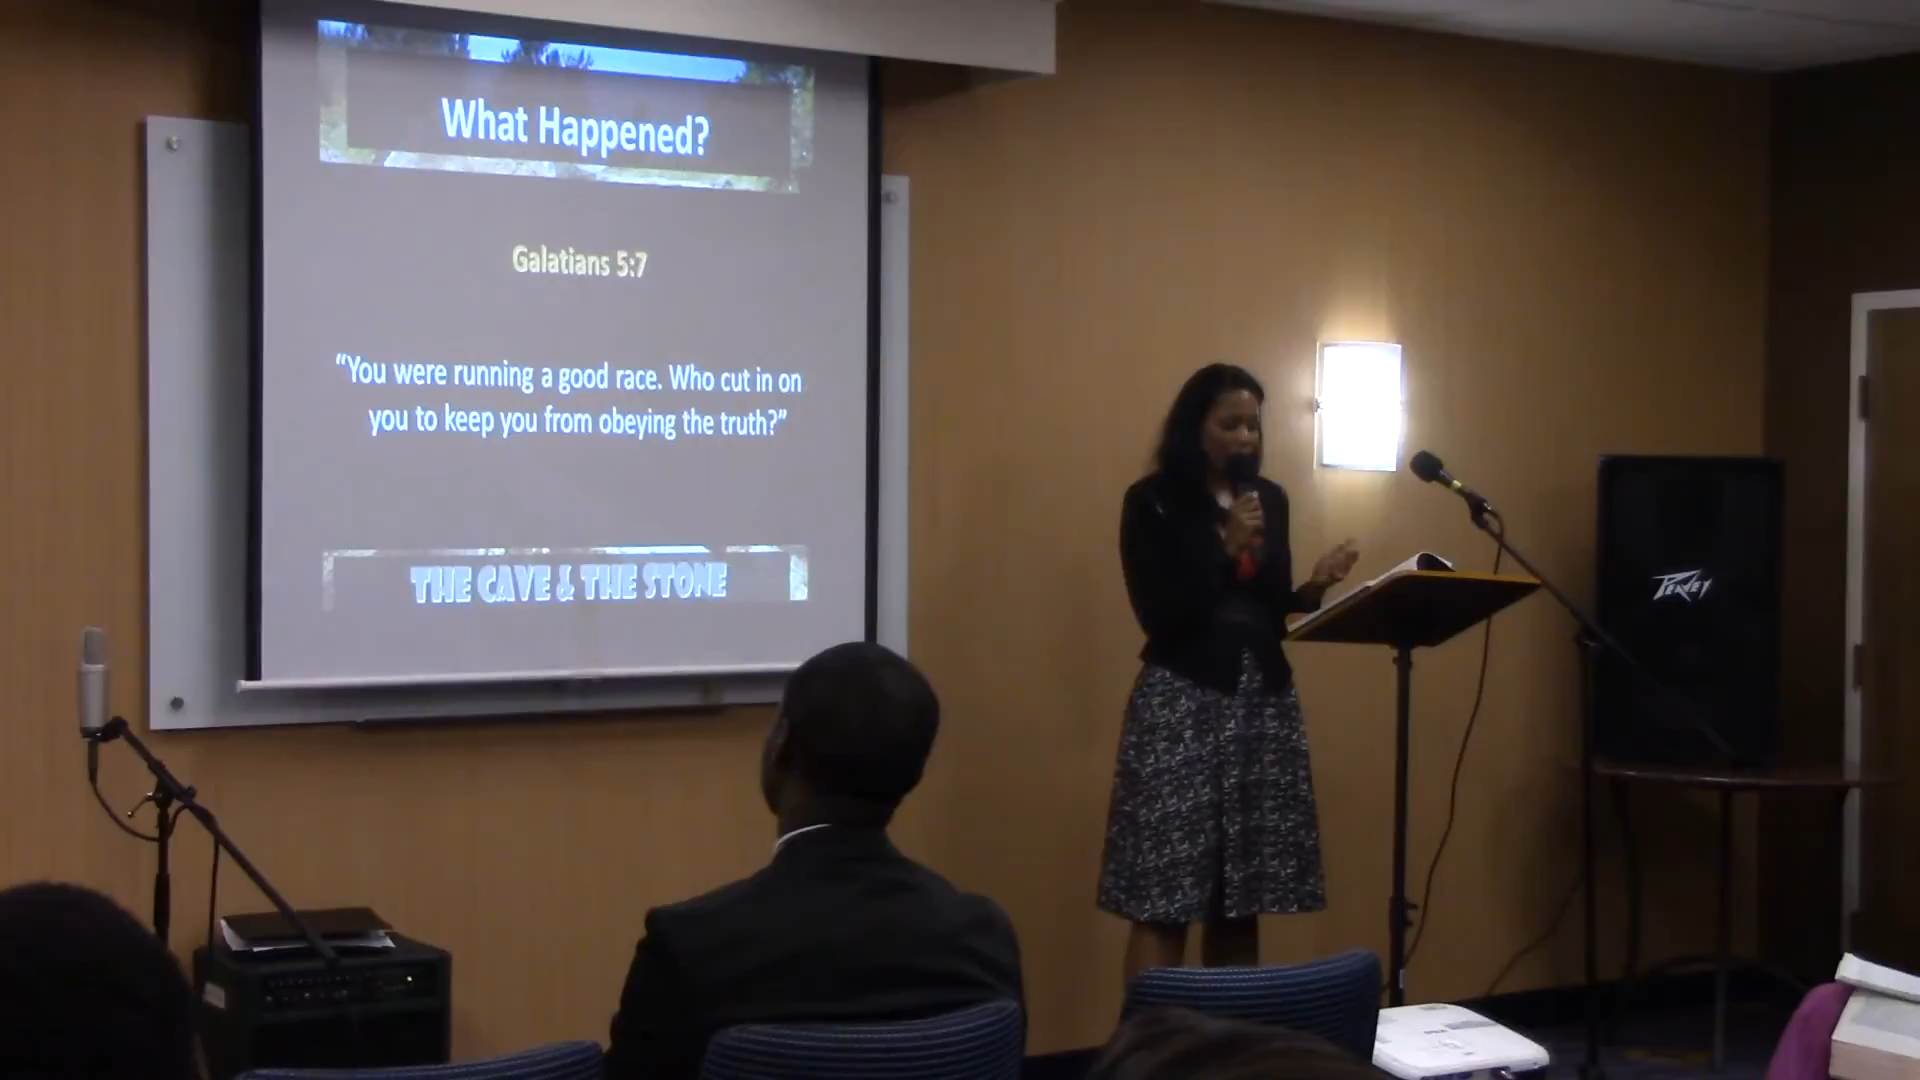 What Happened?
Galatians 5:7
“You were running a good race. Who cut in on
you to keep you from obeying the truth?”
THE CAVE & THE STONE
PEAVEY